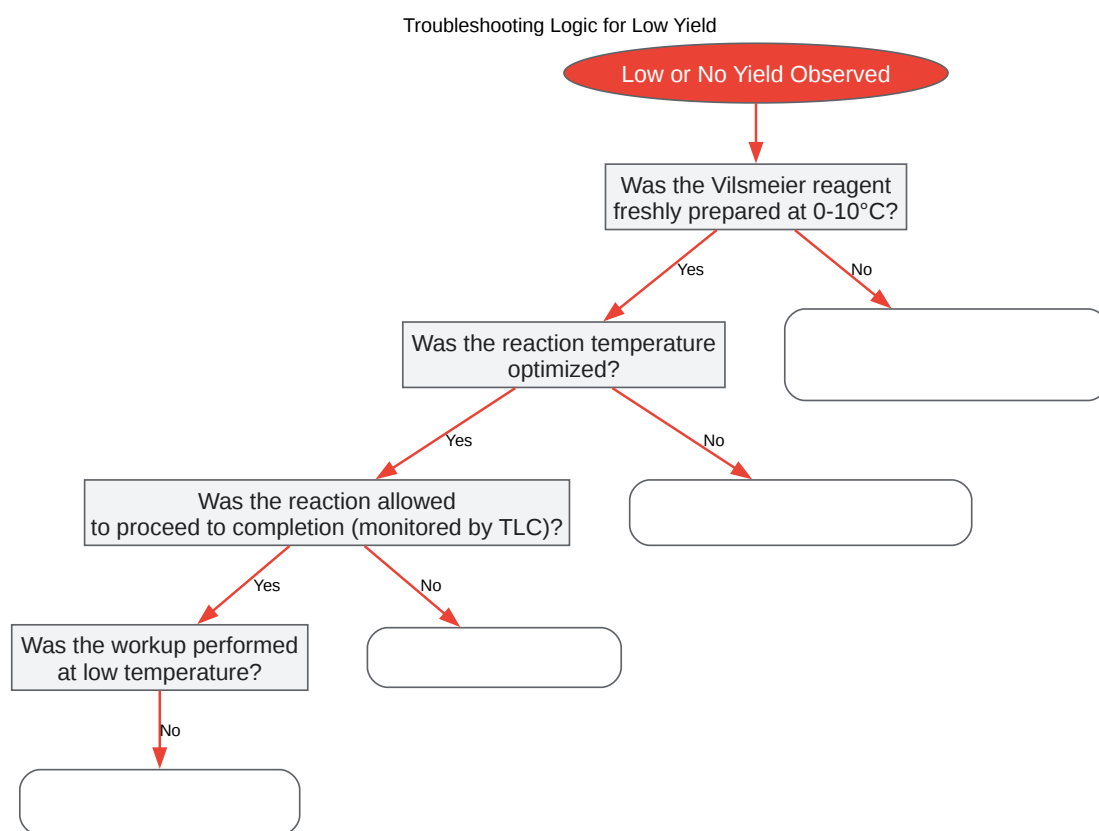 Troubleshooting Logic for Low Yield
Low or No Yield Observed
Was the Vilsmeier reagent
freshly prepared at 0-10°C?
Yes
No
Was the reaction temperature
optimized?
Yes
No
Was the reaction allowed
to proceed to completion (monitored by TLC)?
Yes
No
Was the workup performed
at low temperature?
No